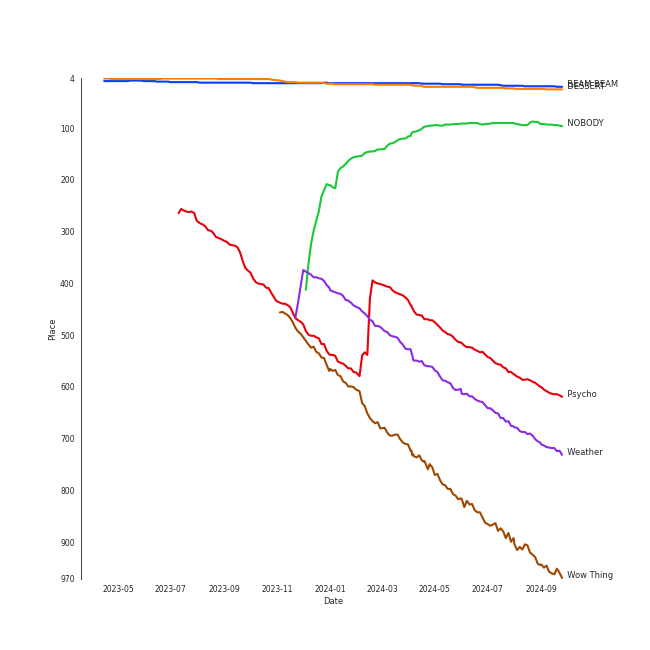 4
100
200
300
400
500
600
700
800
900
970
Place
2023-05
2023-07
2023-09
2023-11
2024-01
2024-03
2024-05
2024-07
2024-09
Date
BEAM BEAM
DESSERT
NOBODY
Psycho
Weather
Wow Thing